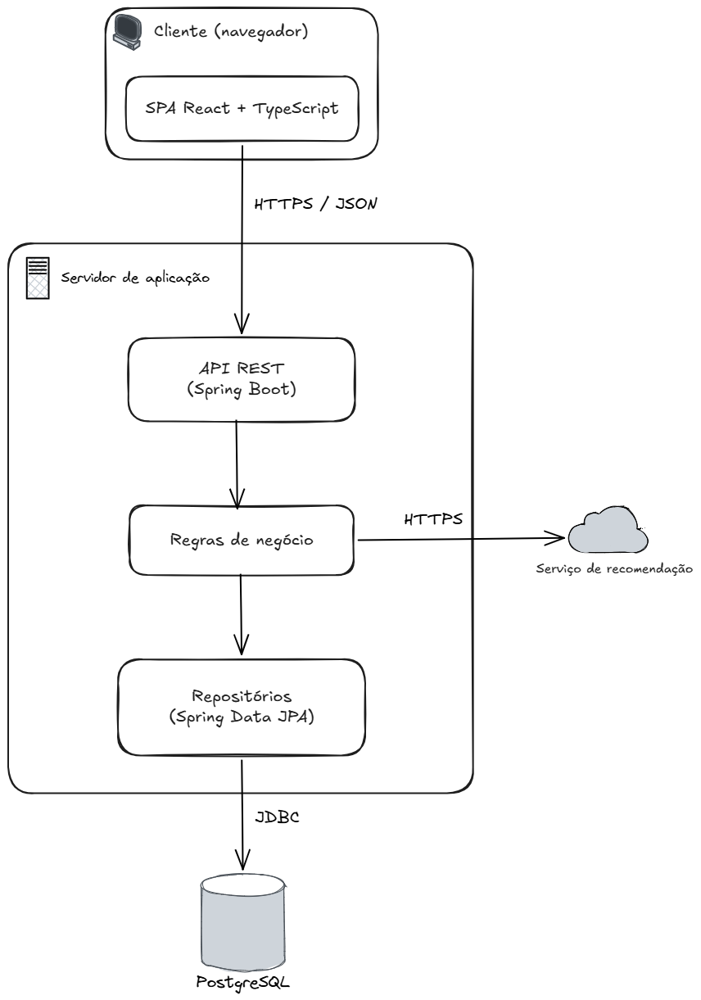 Cliente (navegador)
SPA React + TypeScript
HTTPS / JSON
Servidor de aplicação
API REST
(Spring Boot)
HTTPS
Regras de negócio
Serviço de recomendação
Repositórios
(Spring Data JPA)
JDBC
PostgreSQL